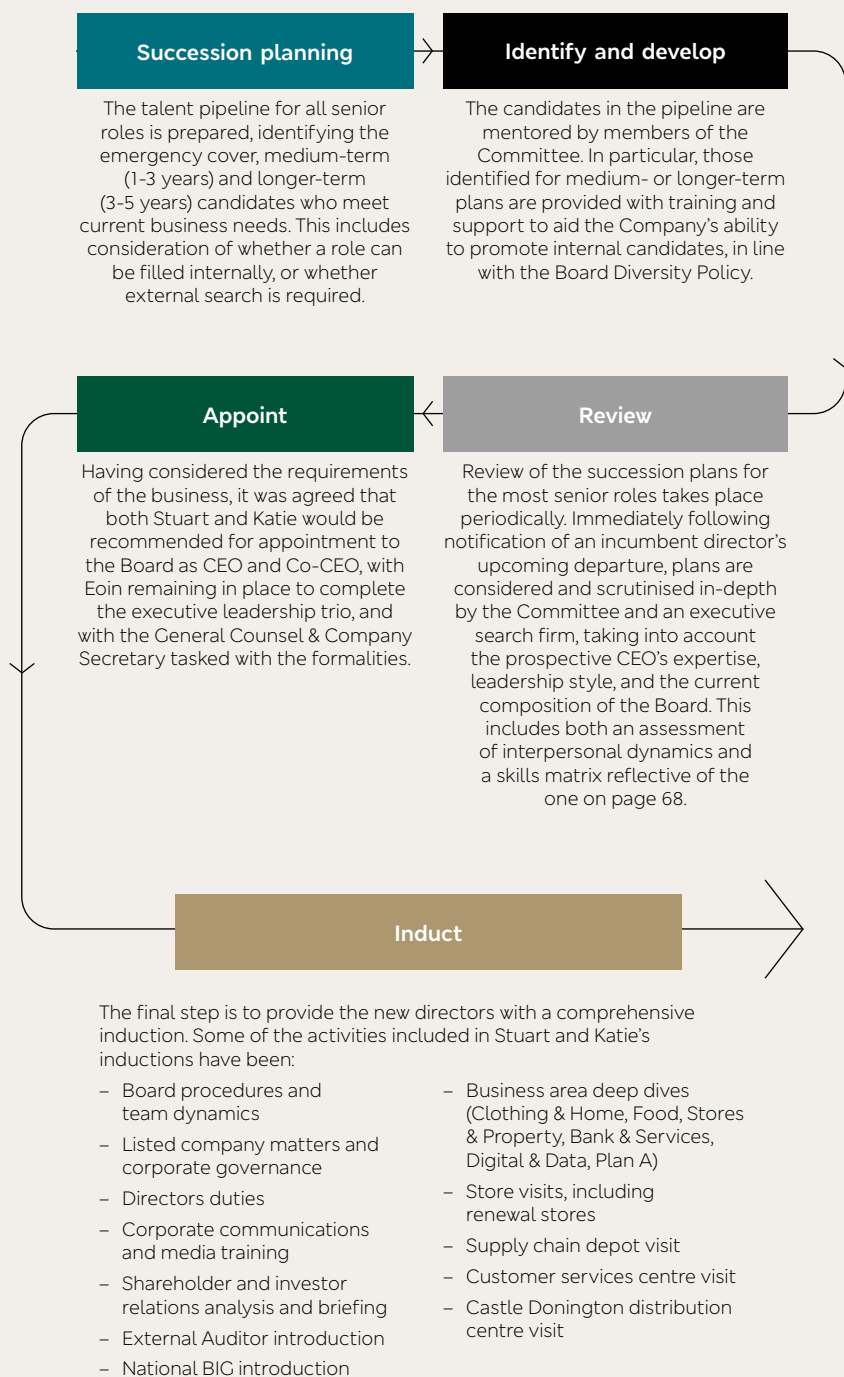 Succession planning
The talent pipeline for all senior
roles is prepared, identifying the
emergency cover, medium-term
(1-3 years) and longer-term
(3-5 years) candidates who meet
current business needs. This includes
consideration of whether a role can
be filled internally, or whether
external search is required.
Identify and develop
The candidates in the pipeline are
mentored by members of the
Committee. In particular, those
identified for medium- or longer-term
plans are provided with training and
support to aid the Company’s ability
to promote internal candidates, in line
with the Board Diversity Policy.
Review
Review of the succession plans for
the most senior roles takes place
periodically. Immediately following
notification of an incumbent director’s
upcoming departure, plans are
considered and scrutinised in-depth
by the Committee and an executive
search firm, taking into account
the prospective CEO’s expertise,
leadership style, and the current
composition of the Board. This
includes both an assessment
of interpersonal dynamics and
a skills matrix reflective of the
one on page 68.
Appoint
Having considered the requirements
of the business, it was agreed that
both Stuart and Katie would be
recommended for appointment to
the Board as CEO and Co-CEO, with
Eoin remaining in place to complete
the executive leadership trio, and
with the General Counsel & Company
Secretary tasked with the formalities.
Induct
The final step is to provide the new directors with a comprehensive
induction. Some of the activities included in Stuart and Katie’s
inductions have been:
– Board procedures and
team dynamics
– Listed company matters and
corporate governance
– Directors duties
– Corporate communications
and media training
– Shareholder and investor
relations analysis and briefing
– External Auditor introduction
– National BIG introduction
– Business area deep dives
(Clothing & Home, Food, Stores
& Property, Bank & Services,
Digital & Data, Plan A)
– Store visits, including
renewal stores
– Supply chain depot visit
– Customer services centre visit
– Castle Donington distribution
centre visit